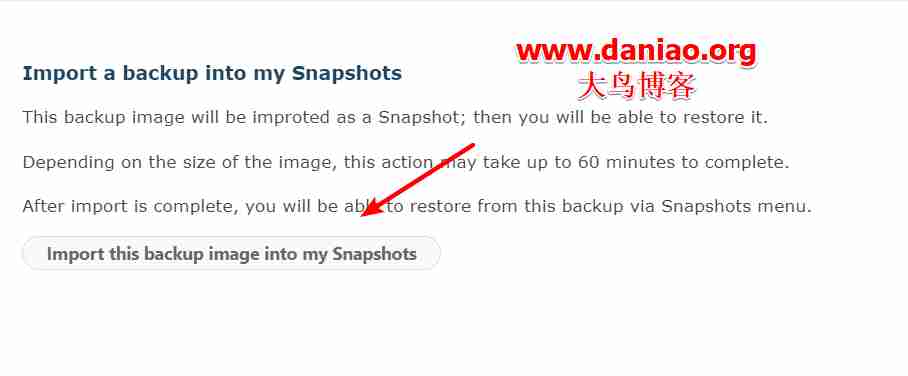 www.daniao.org
大鸟博客
Import a backup into my Snapshots
This backup image will be improted as a Snapshot; then you will be able to restore it.
Depending on the size of the image, this action may take up to 60 minutes to complete.
After import is complete, you will be able to restore from this backup via Snapshots menu.
Import this backup image into my Snapshots